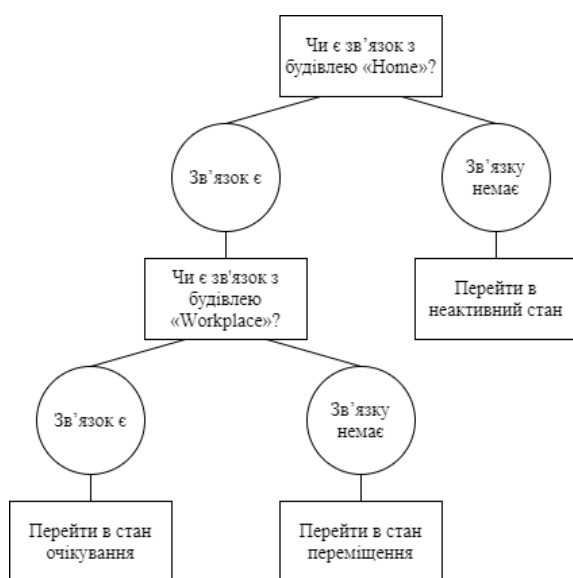 Чи є зв’язок з
будівлею «Home»?
Зв’язок є
Зв’язку
немає
Чи є зв'язок з
будівлею
«Workplace»?
Перейти в
неактивний стан
Зв’язок є
Зв’язку
немає
Перейти в стан
очікування
Перейти в стан
переміщення